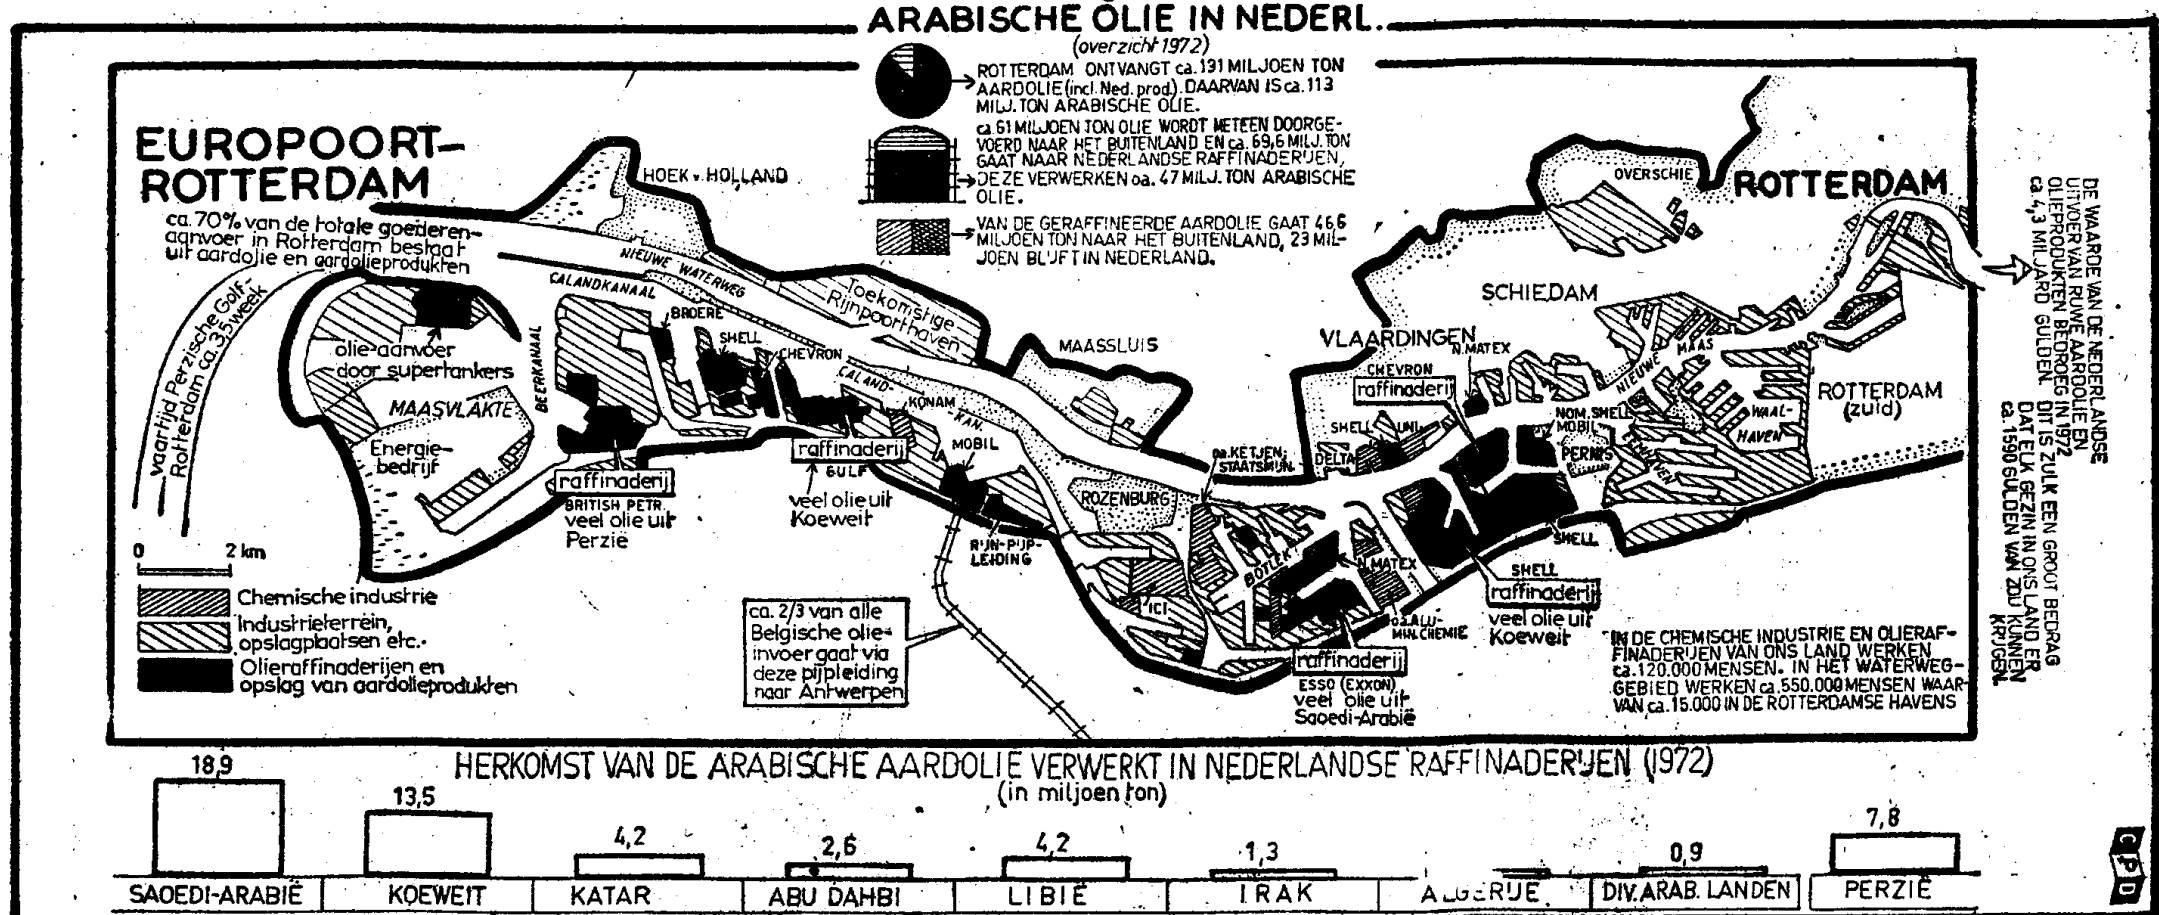 ARABISCHE OLIE IN NEDERL.
(overzicht 1972)
ROTTERDAM ONTVANGT ca. 131 MILJOEN TON
AARDOLIE (incl. Ned. prod.). DAARVAN IS ca. 113
MILJ. TON ARABISCHE OLIE.
ca. 61 MILJOEN TON OLIE WORDT METEEN DOORGE-
VOERD NAAR HET BUITENLAND EN ca. 69,6 MILJ. TON
GAAT NAAR NEDERLANDSE RAFFINADERIJEN,
DEZE VERWERKEN ca. 47 MILJ. TON ARABISCHE
OLIE.
VAN DE GERAFFINEERDE AARDOLIE GAAT 46,6
MILJOEN TON NAAR HET BUITENLAND, 23 MIL-
JOEN BLIJFT IN NEDERLAND.
EUROPOORT-
ROTTERDAM
ca. 70% van de totale goederen-
aanvoer in Rotterdam bestaat
uit aardolie en aardolieprodukten
vaartijd Perzische Golf-
Rotterdam ca. 35 week
HOEK v. HOLLAND
NIEUWE WATERWEG
CALANDKANAAL
Toekomstige
Rijnpoorthaven
olie-aanvoer
door supertankers
MAASVLAKTE
Energie-
bedrijf
BEERKANAAL
BROERE
SHELL
CHEVRON
CALAND-
KAN.
KONAM
MOBIL
raffinaderij
GULF
veel olie uit
Koeweit
raffinaderij
BRITISH PETR.
veel olie uit
Perzië
RIJN-PIJP-
LEIDING
MAASSLUIS
ROZENBURG
ca. 2/3 van alle
Belgische olie-
invoer gaat via
deze pijpleiding
naar Antwerpen
0 2 km
Chemische industrie
Industrieterrein,
opslagplaatsen etc.
Olieraffinaderijen en
opslag van aardolieprodukten
OVERSCHIE
ROTTERDAM
SCHIEDAM
VLAARDINGEN
N. MATEX
CHEVRON
raffinaderij
NIEUWE MAAS
ROTTERDAM
(zuid)
WAAL-
HAVEN
NOM. SHELL
MOBIL
PERNIS
SHELL
UNI-
DELTA
KETJEN,
STAATSMIJN.
BOTLEK
N. MATEX
ICI
ALU-
MIN. CHEMIE
raffinaderij
ESSO (EXXON)
veel olie uit
Saoedi-Arabië
SHELL
SHELL
raffinaderij
veel olie uit
Koeweit
IN DE CHEMISCHE INDUSTRIE EN OLIERAF-
FINADERIJEN VAN ONS LAND WERKEN
ca. 120.000 MENSEN. IN HET WATERWEG-
GEBIED WERKEN ca. 550.000 MENSEN WAAR-
VAN ca. 15.000 IN DE ROTTERDAMSE HAVENS
DE WAARDE VAN DE NEDERLANDSE
UITVOER VAN RUWE AARDOLIE EN
OLIEPRODUKTEN BEDROEG IN 1972
ca 4,3 MILJARD GULDEN.
DIT IS ZULK EEN GROOT BEDRAG
DAT ELK GEZIN IN ONS LAND ER
ca 1590 GULDEN VAN ZOU KUNNEN
KRIJGEN.
HERKOMST VAN DE ARABISCHE AARDOLIE VERWERKT IN NEDERLANDSE RAFFINADERIJEN (1972)
(in miljoen ton)
18,9
13,5
4,2
2,6
4,2
1,3
0,9
7,8
SAOEDI-ARABIË
KOEWEIT
KATAR
ABU DAHBI
LIBIË
IRAK
ALGERIJE
DIV. ARAB. LANDEN
PERZIË
CPD